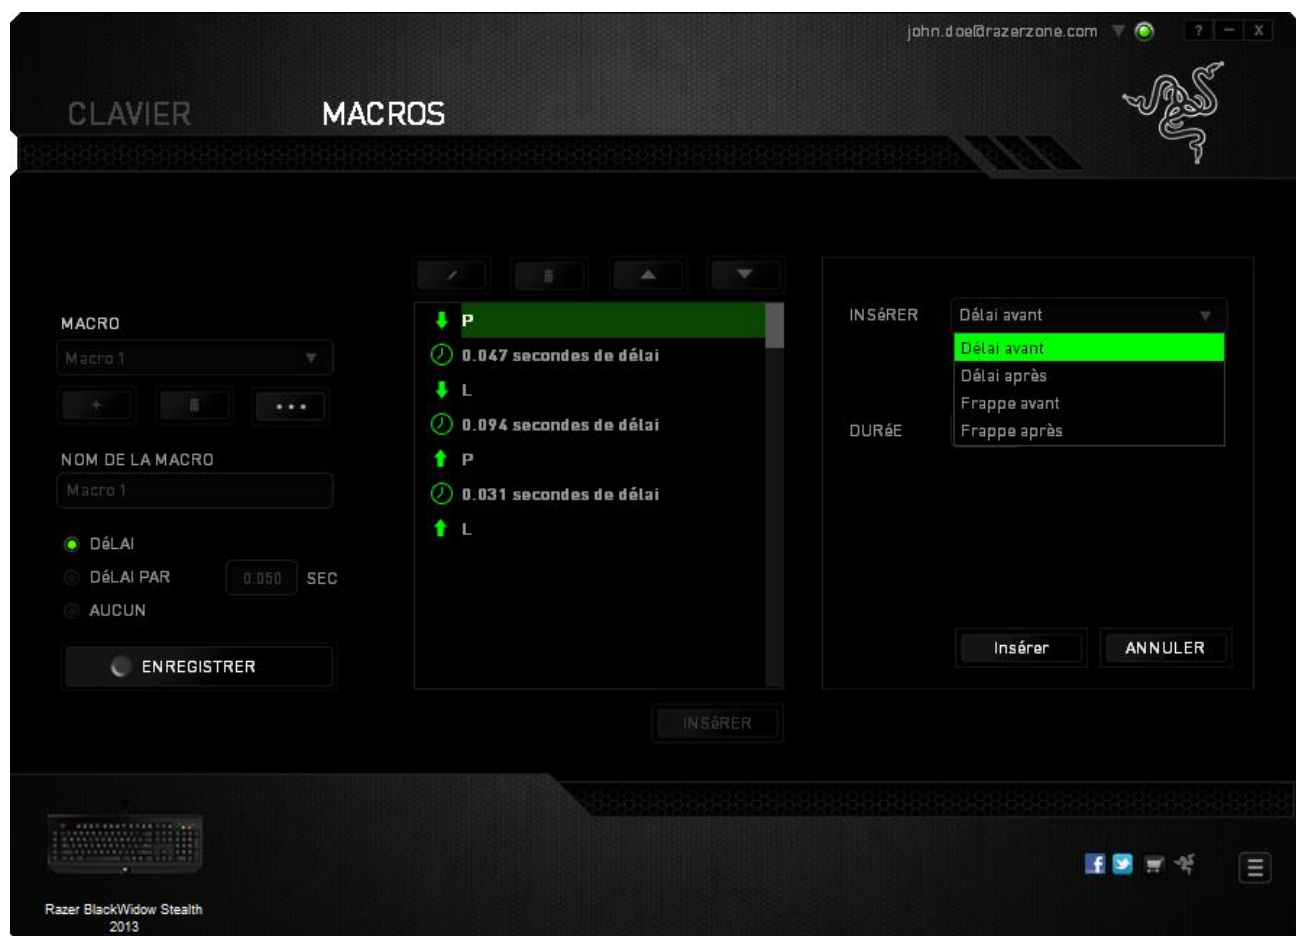 john.doe@razerzone.com
? – X
CLAVIER
MACROS
MACRO
Macro 1
+
...
NOM DE LA MACRO
Macro 1
DéLAI
DéLAI PAR 0.050 SEC
AUCUN
ENREGISTRER
P
0.047 secondes de délai
L
0.094 secondes de délai
P
0.031 secondes de délai
L
INSéRER
INSéRER Délai avant
Délai avant
Délai après
Frappe avant
Frappe après
DURéE
Insérer
ANNULER
Razer BlackWidow Stealth
2013